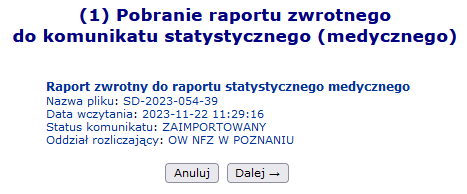 (1) Pobranie raportu zwrotnego
do komunikatu statystycznego (medycznego)
Raport zwrotny do raportu statystycznego medycznego
Nazwa pliku: SD-2023-054-39
Data wczytania: 2023-11-22 11:29:16
Status komunikatu: ZAIMPORTOWANY
Oddział rozliczający: OW NFZ W POZNANIU
Anuluj Dalej →